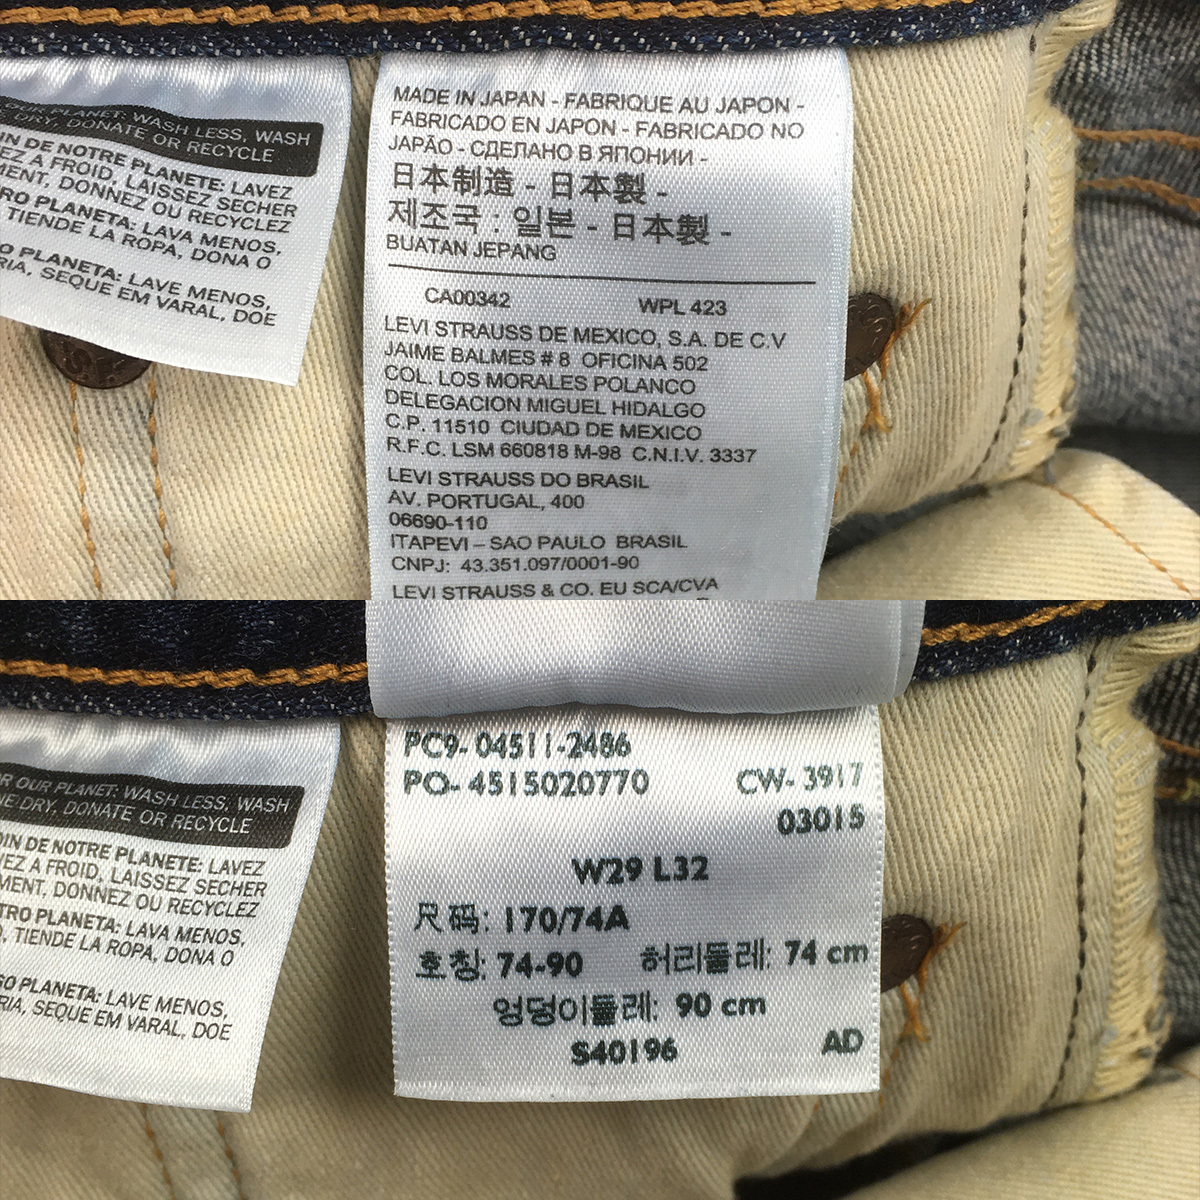 OUR PLANET: WASH LESS, WASH
DRY, DONATE OR RECYCLE
IN DE NOTRE PLANETE: LAVEZ
EZ A FROID, LAISSEZ SECHER
MENT, DONNEZ OU RECYCLEZ
RO PLANETA: LAVA MENOS,
TIENDE LA ROPA, DONA O
O PLANETA: LAVE MENOS,
RIA, SEQUE EM VARAL, DOE
MADE IN JAPAN - FABRIQUE AU JAPON -
FABRICADO EN JAPON - FABRICADO NO
JAPÃO - СДЕЛАНО В ЯПОНИИ -
日本制造 - 日本製 -
제조국 : 일본 - 日本製 -
BUATAN JEPANG
CA00342 WPL 423
LEVI STRAUSS DE MEXICO, S.A. DE C.V
JAIME BALMES # 8 OFICINA 502
COL. LOS MORALES POLANCO
DELEGACION MIGUEL HIDALGO
C.P. 11510 CIUDAD DE MEXICO
R.F.C. LSM 660818 M-98 C.N.I.V. 3337
LEVI STRAUSS DO BRASIL
AV. PORTUGAL, 400
06690-110
ITAPEVI – SAO PAULO BRASIL
CNPJ: 43.351.097/0001-90
LEVI STRAUSS & CO. EU SCA/CVA
R OUR PLANET: WASH LESS, WASH
NE DRY, DONATE OR RECYCLE
OIN DE NOTRE PLANETE: LAVEZ
VEZ A FROID, LAISSEZ SECHER
MENT, DONNEZ OU RECYCLEZ
TRO PLANETA: LAVA MENOS,
TIENDE LA ROPA, DONA O
SO PLANETA: LAVE MENOS,
RIA, SEQUE EM VARAL, DOE
PC9- 04511-2486
PO- 4515020770 CW- 3917
03015
W29 L32
尺码: 170/74A
호칭: 74-90 허리둘레: 74 cm
엉덩이둘레: 90 cm
S40196 AD